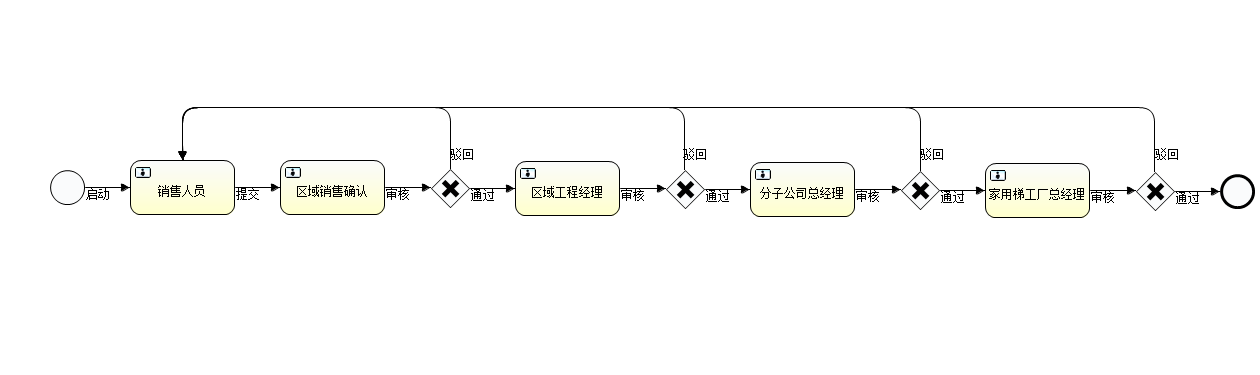 驳回
驳回
驳回
驳回
启动
销售人员
提交
区域销售确认
审核
通过
区域工程经理
审核
通过
分子公司总经理
审核
通过
家用梯工厂总经理
审核
通过